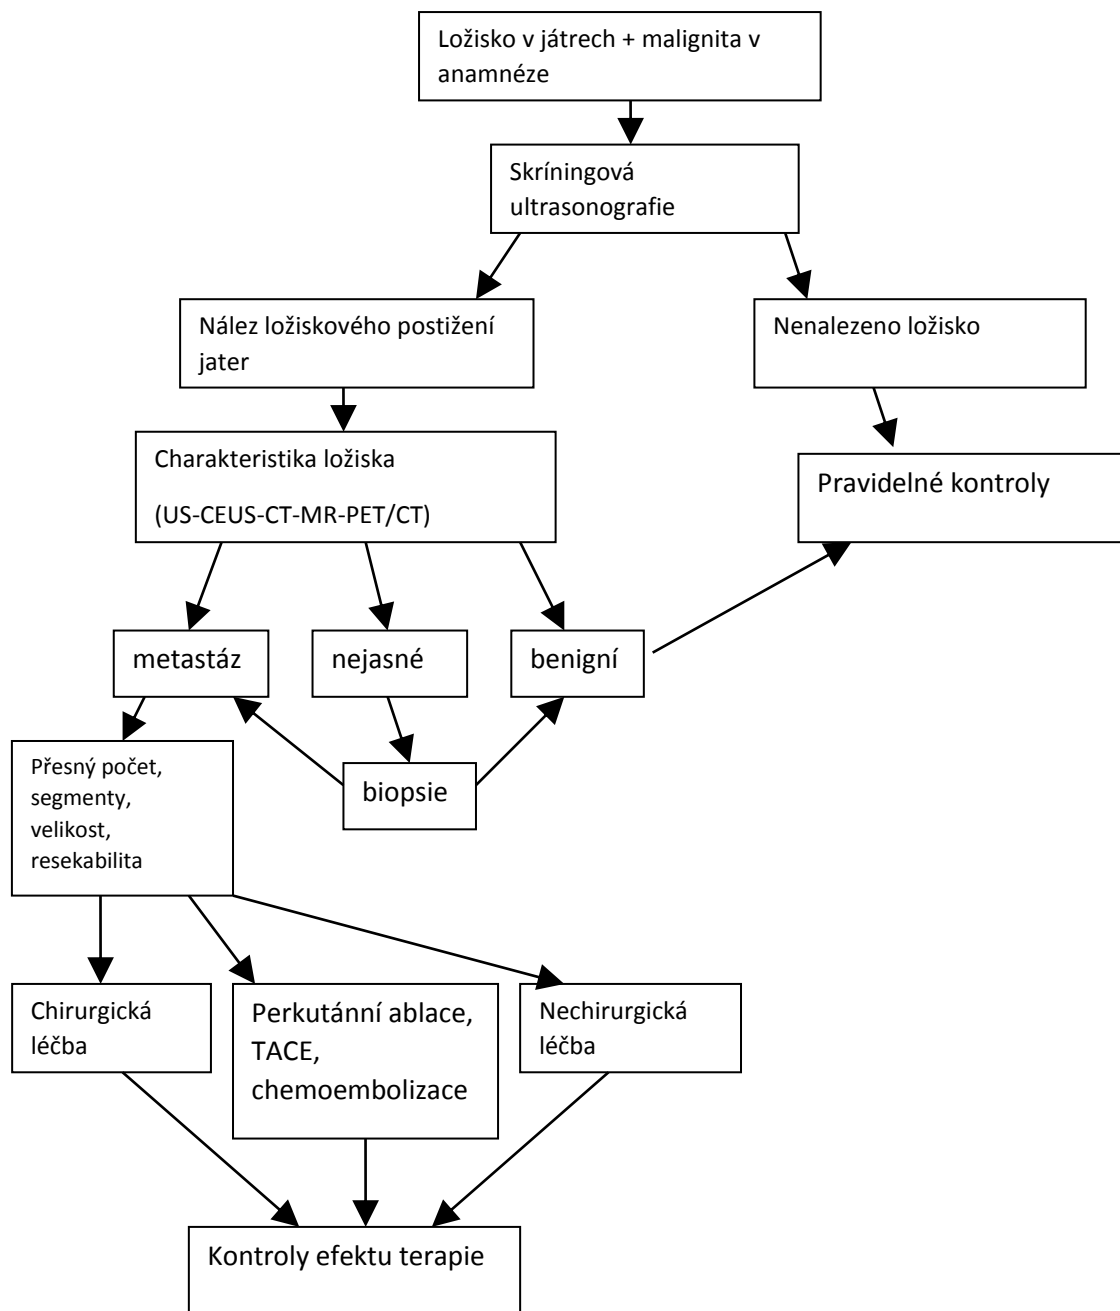 Ložisko v játrech + malignita v
anamnéze
Skríningová
ultrasonografie
Nález ložiskového postižení
jater
Nenalezeno ložisko
Charakteristika ložiska
(US-CEUS-CT-MR-PET/CT)
Pravidelné kontroly
metastáz
nejasné
benigní
Přesný počet,
segmenty,
velikost,
resekabilita
biopsie
Chirurgická
léčba
Perkutánní ablace,
TACE,
chemoembolizace
Nechirurgická
léčba
Kontroly efektu terapie